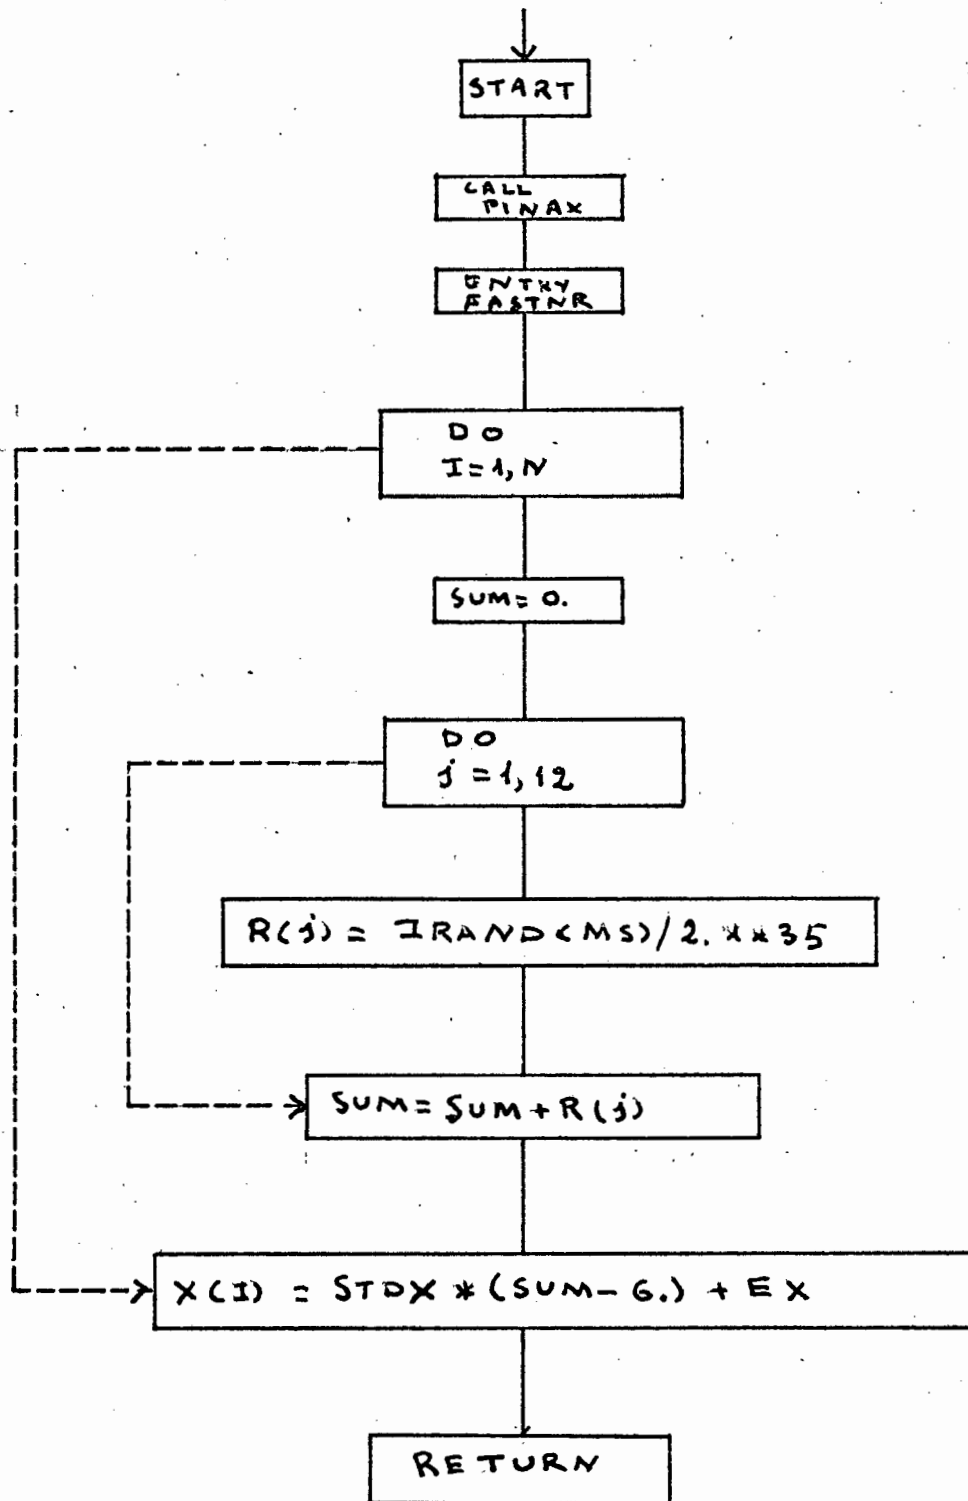 START
CALL
PINAX
ENTRY
FASTNR
DO
I=1,N
SUM=0.
DO
j=1,12
R(j) = IRAND(MS)/2.**35
SUM=SUM+R(j)
X(I) = STDX*(SUM-6.)+EX
RETURN